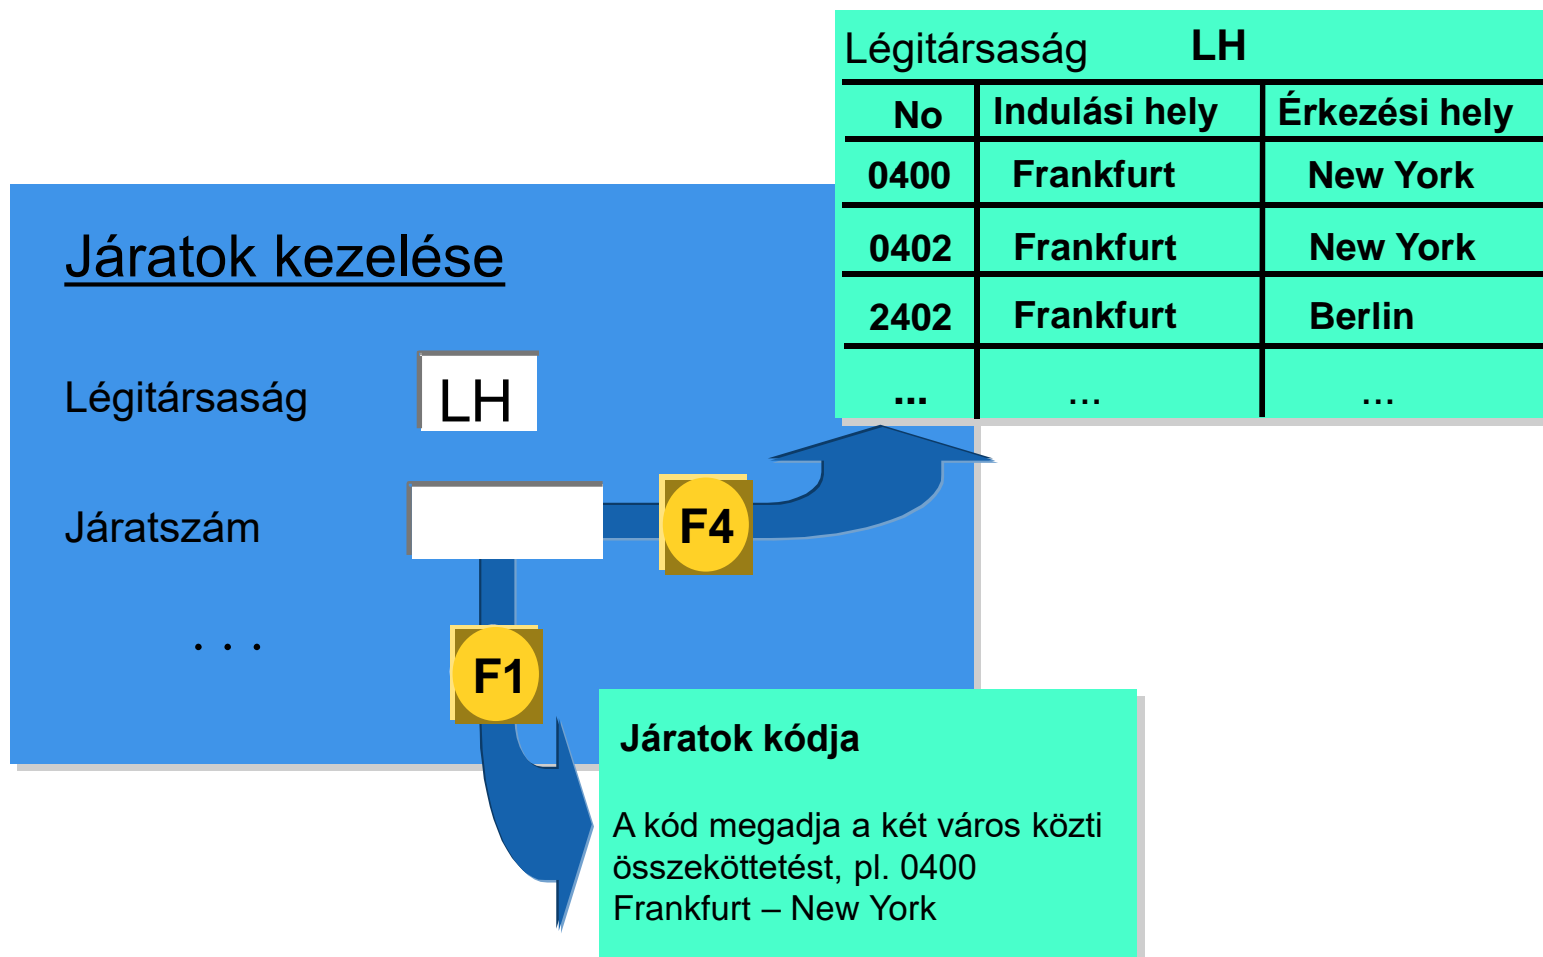 Légitársaság LH
No Indulási hely Érkezési hely
0400 Frankfurt New York
0402 Frankfurt New York
2402 Frankfurt Berlin
... ... ...
Járatok kezelése
Légitársaság LH
Járatszám F4
. . .
F1
Járatok kódja
A kód megadja a két város közti
összeköttetést, pl. 0400
Frankfurt – New York